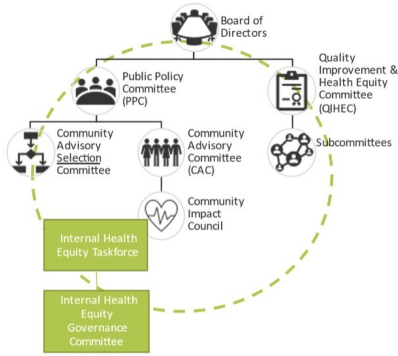 Board of
Directors
Public Policy
Committee
(PPC)
Quality
Improvement &
Health Equity
Committee
(QIHEC)
Community
Advisory
Selection
Committee
Community
Advisory
Committee
(CAC)
Subcommittees
Community
Impact
Council
Internal Health
Equity Taskforce
Internal Health
Equity
Governance
Committee